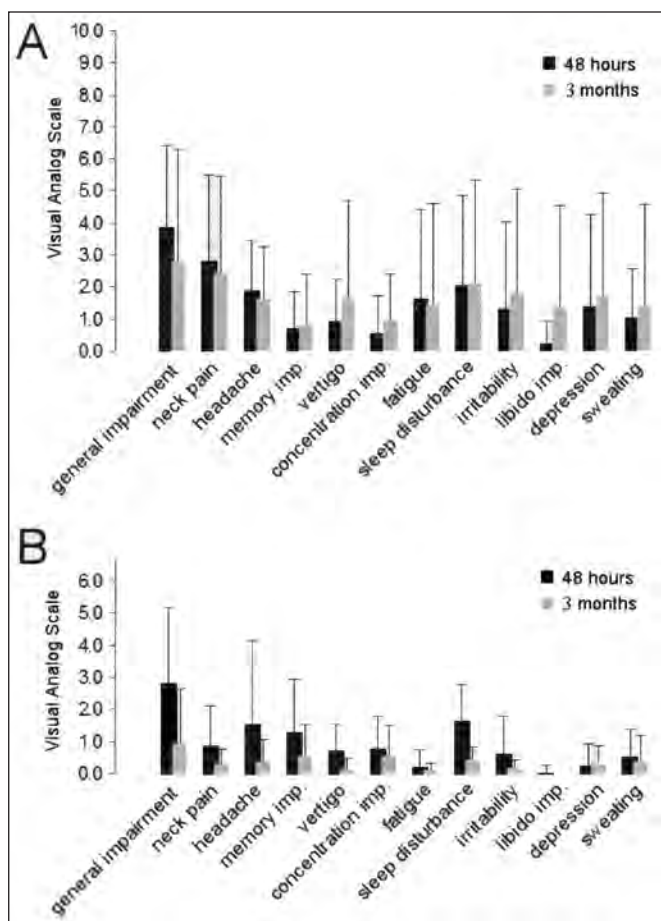 A
10.0
9.0
8.0
7.0
6.0
5.0
4.0
3.0
2.0
1.0
0.0
Visual Analog Scale
48 hours
3 months
general impairment
neck pain
headache
memory imp.
vertigo
concentration imp.
fatigue
sleep disturbance
irritability
libido imp.
depression
sweating
B
6.0
5.0
4.0
3.0
2.0
1.0
0.0
Visual Analog Scale
48 hours
3 months
general impairment
neck pain
headache
memory imp.
vertigo
concentration imp.
fatigue
sleep disturbance
irritability
libido imp.
depression
sweating